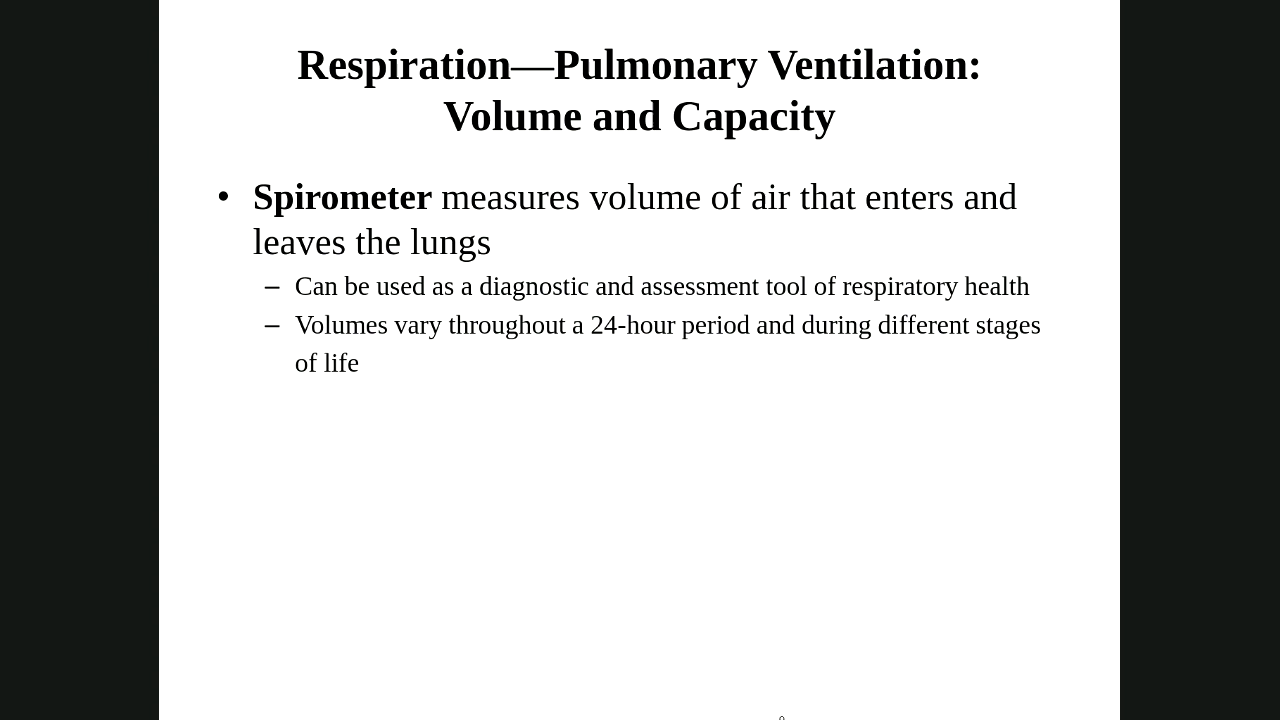 Respiration—Pulmonary Ventilation:
Volume and Capacity
• Spirometer measures volume of air that enters and
leaves the lungs
– Can be used as a diagnostic and assessment tool of respiratory health
– Volumes vary throughout a 24-hour period and during different stages
of life